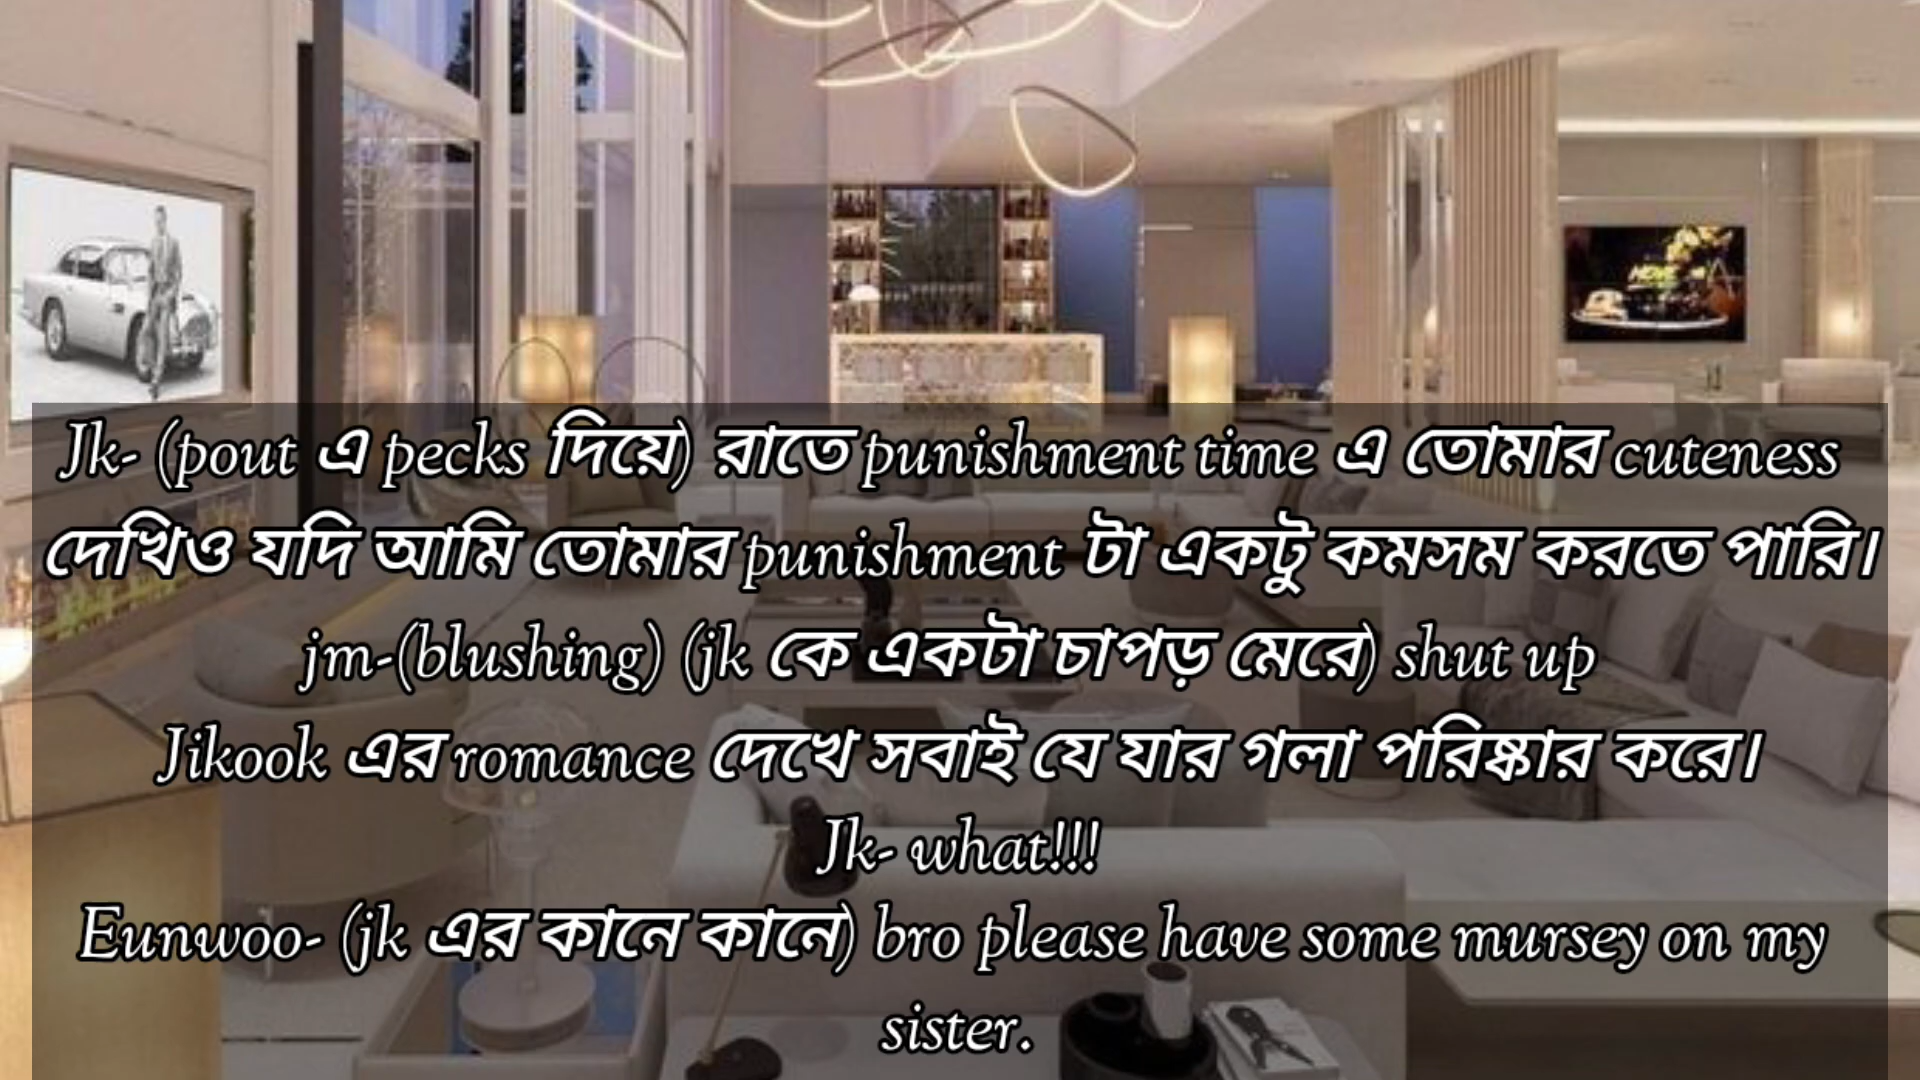 Jk- (pout এ pecks দিয়ে) রাতে punishment time এ তোমার cuteness
দেখিও যদি আমি তোমার punishment টা একটু কমসম করতে পারি।
jm-(blushing) (jk কে একটা চাপড় মেরে) shut up
Jikook এর romance দেখে সবাই যে যার গলা পরিষ্কার করে।
Jk- what!!!
Eunwoo- (jk এর কানে কানে) bro please have some mursey on my
sister.